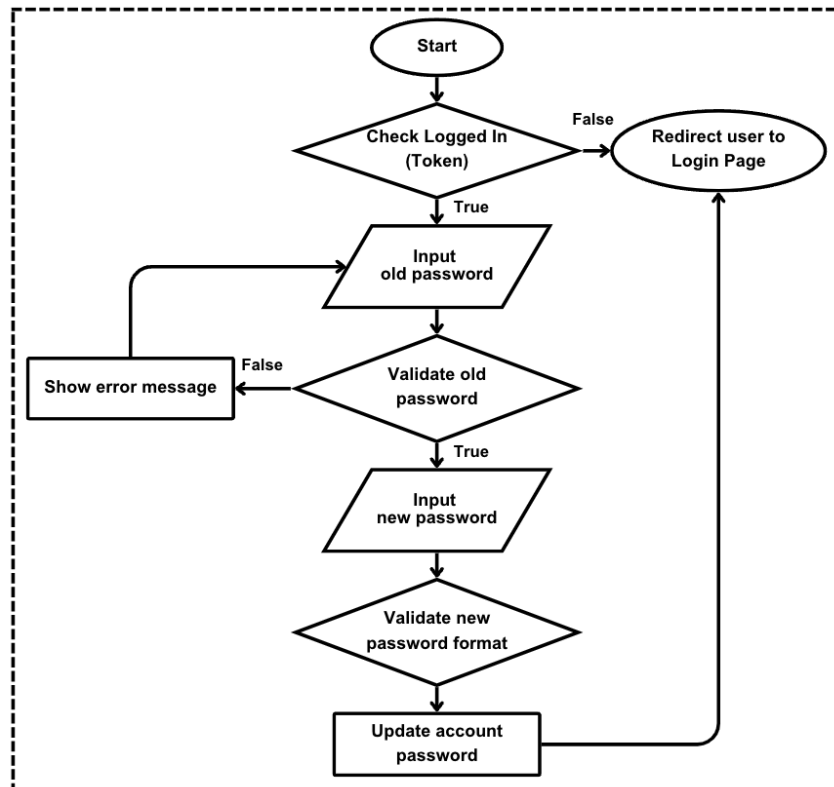 Start
Check Logged In
(Token)
False
Redirect user to
Login Page
True
Input
old password
Validate old
password
False
Show error message
True
Input
new password
Validate new
password format
Update account
password